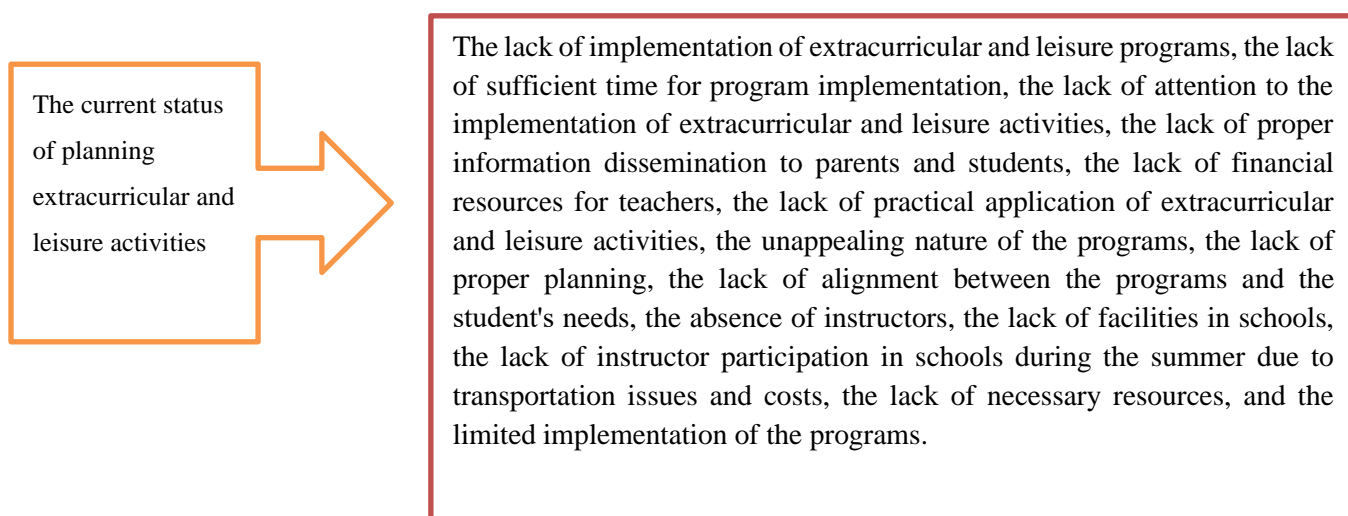 The current status
of planning
extracurricular and
leisure activities
The lack of implementation of extracurricular and leisure programs, the lack
of sufficient time for program implementation, the lack of attention to the
implementation of extracurricular and leisure activities, the lack of proper
information dissemination to parents and students, the lack of financial
resources for teachers, the lack of practical application of extracurricular
and leisure activities, the unappealing nature of the programs, the lack of
proper planning, the lack of alignment between the programs and the
student's needs, the absence of instructors, the lack of facilities in schools,
the lack of instructor participation in schools during the summer due to
transportation issues and costs, the lack of necessary resources, and the
limited implementation of the programs.